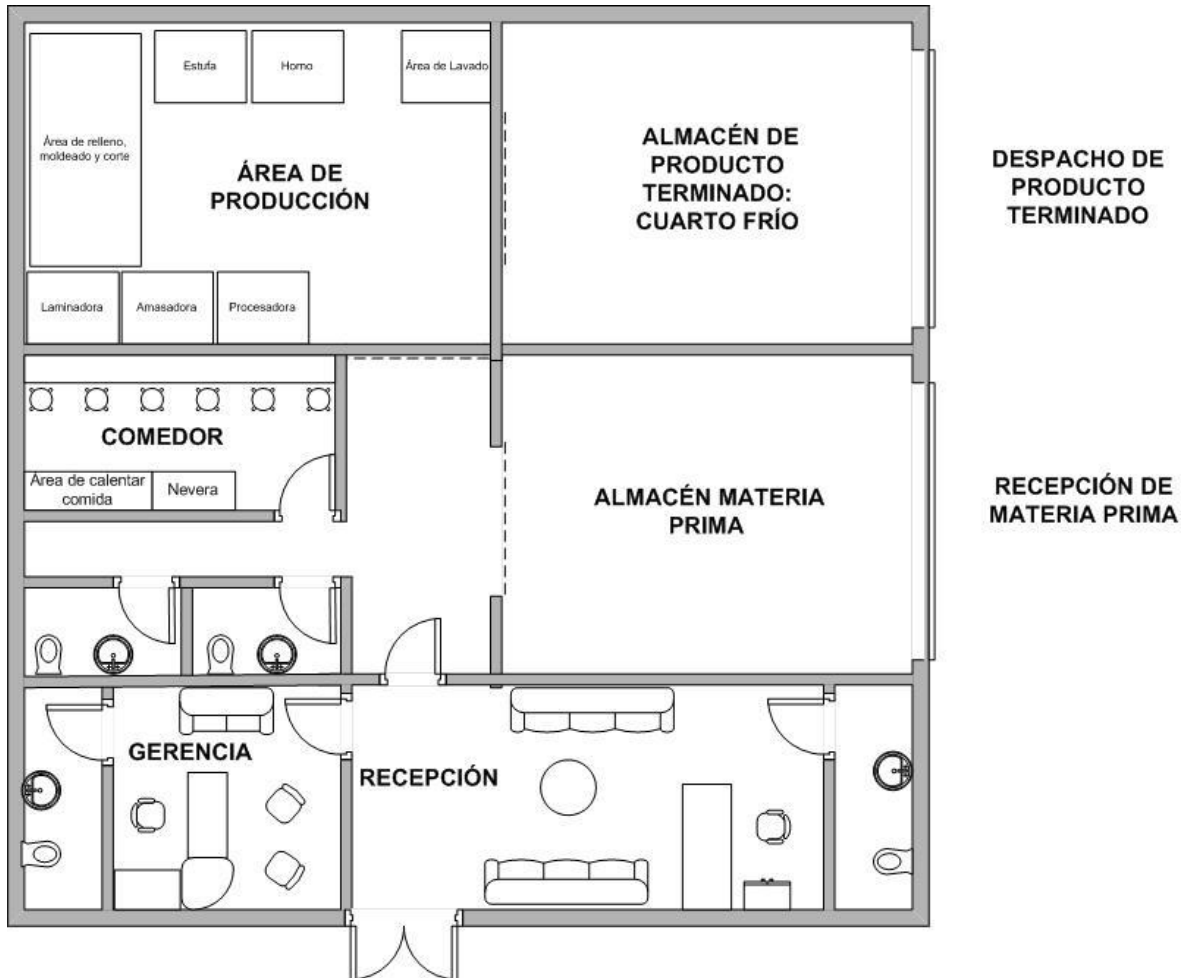 Estufa
Horno
Área de Lavado
Área de relleno,
moldeado y corte
ÁREA DE
PRODUCCIÓN
Laminadora
Amasadora
Procesadora
ALMACÉN DE
PRODUCTO
TERMINADO:
CUARTO FRÍO
DESPACHO DE
PRODUCTO
TERMINADO
COMEDOR
Área de calentar
comida
Nevera
ALMACÉN MATERIA
PRIMA
RECEPCIÓN DE
MATERIA PRIMA
GERENCIA
RECEPCIÓN